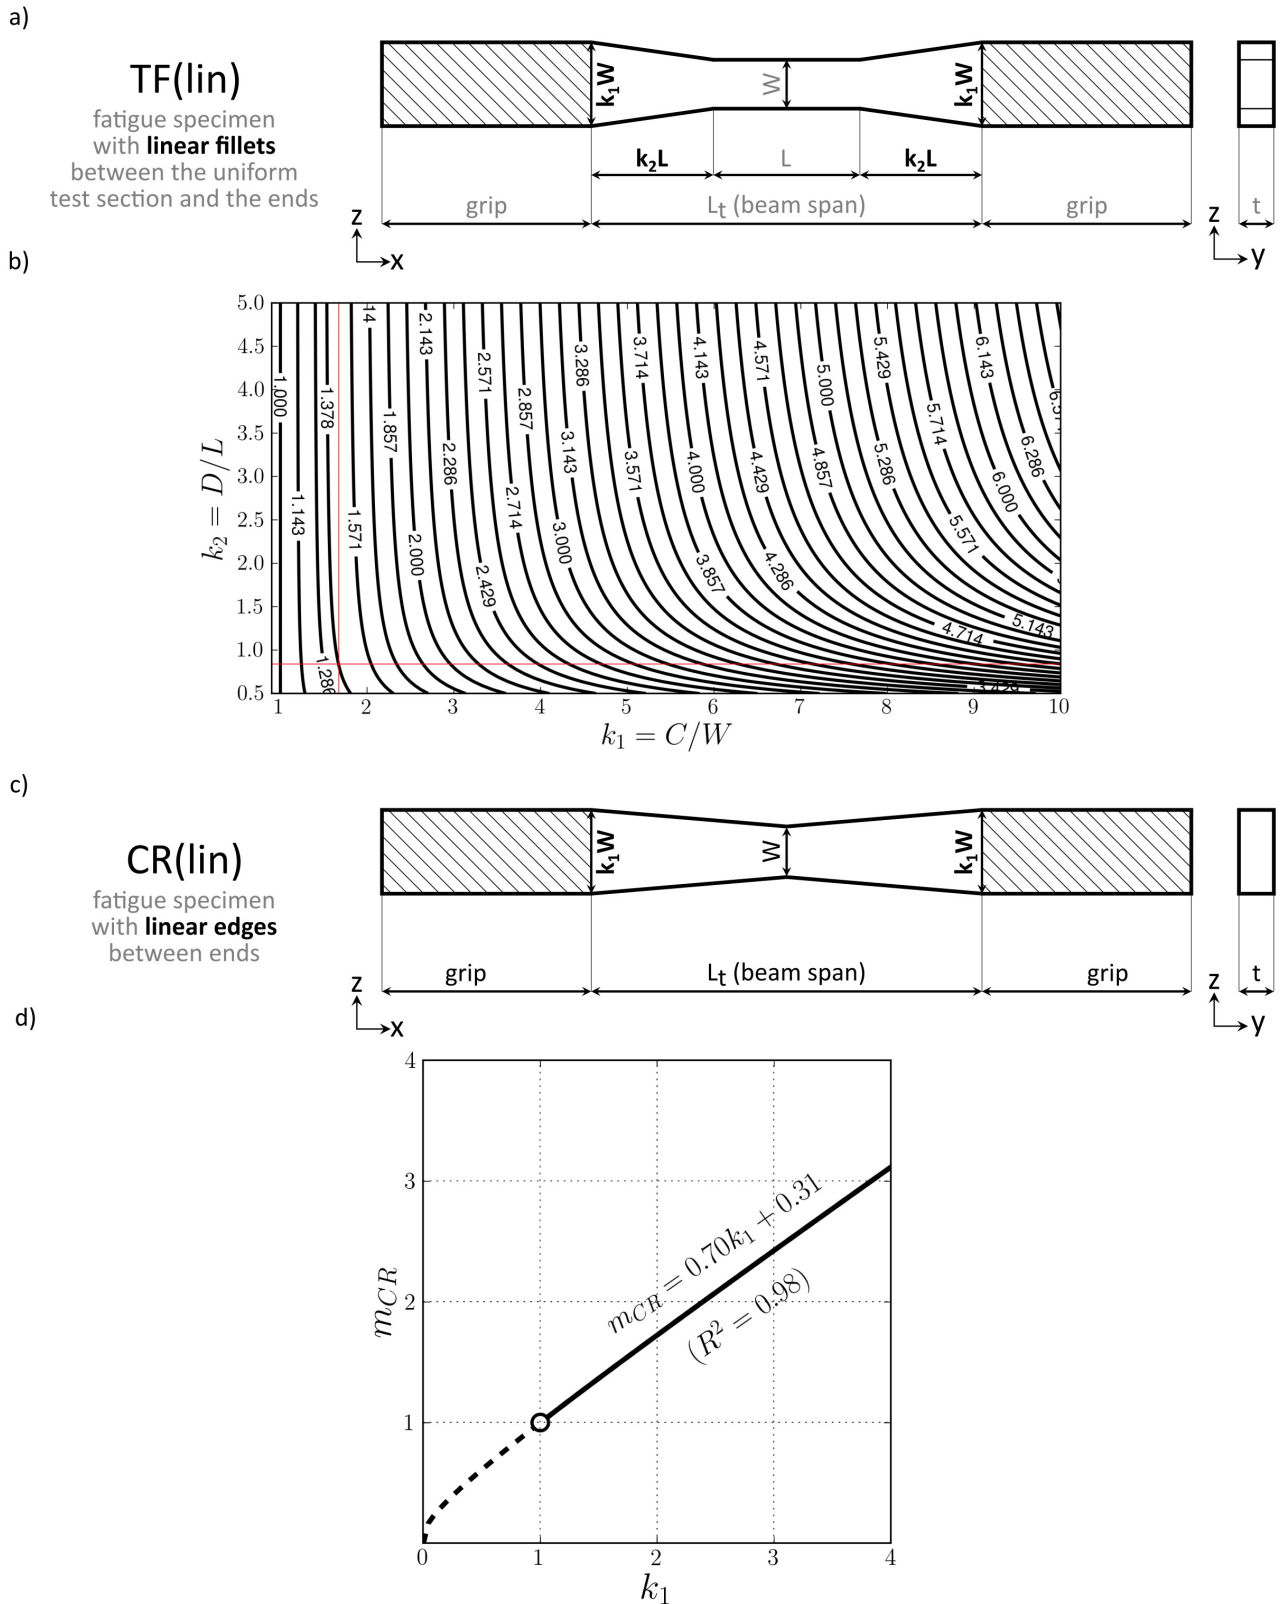 a)
TF(lin)
fatigue specimen
with linear fillets
between the uniform
test section and the ends
k₁W
W
k₁W
k₂L
L
k₂L
grip
Lt (beam span)
grip
t
z
x
z
y
b)
5.0
4.5
4.0
3.5
3.0
2.5
2.0
1.5
1.0
0.5
k₂ = D/L
1.000
1.143
1.286
1.378
1.571
14
1.857
2.000
2.143
2.286
2.429
2.571
2.714
2.857
3.000
3.143
3.286
3.571
3.714
3.857
4.000
4.143
4.286
4.429
4.571
4.714
4.857
5.000
5.143
5.286
5.429
5.571
5.714
6.000
6.143
6.286
3.429
1
2
3
4
5
6
7
8
9
10
k₁ = C/W
c)
CR(lin)
fatigue specimen
with linear edges
between ends
k₁W
W
k₁W
grip
Lt (beam span)
grip
t
z
x
z
y
d)
4
3
2
1
mCR
mCR = 0.70k₁ + 0.31
(R² = 0.98)
0
1
2
3
4
k₁